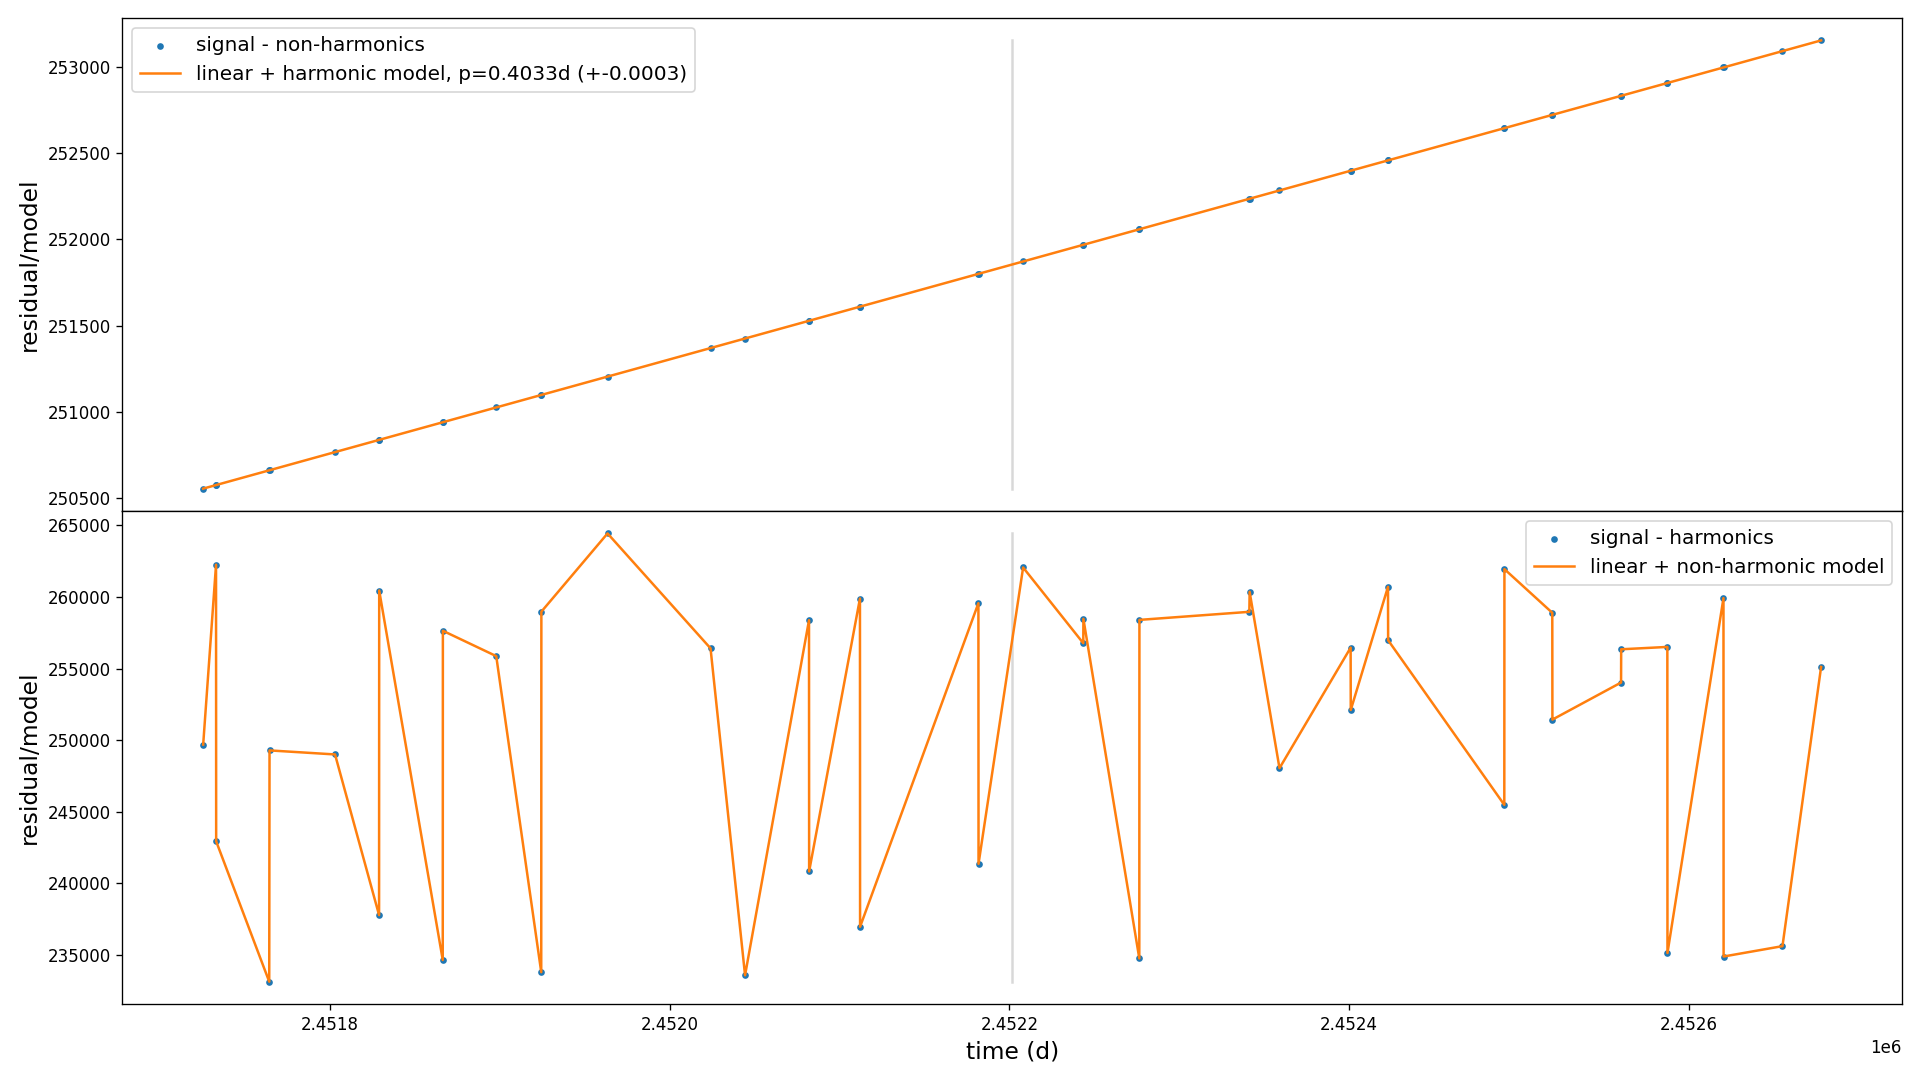 signal - non-harmonics
linear + harmonic model, p=0.4033d (+-0.0003)
253000
252500
252000
251500
251000
250500
residual/model
signal - harmonics
linear + non-harmonic model
265000
260000
255000
250000
245000
240000
235000
residual/model
2.4518
2.4520
2.4522
2.4524
2.4526
1e6
time (d)